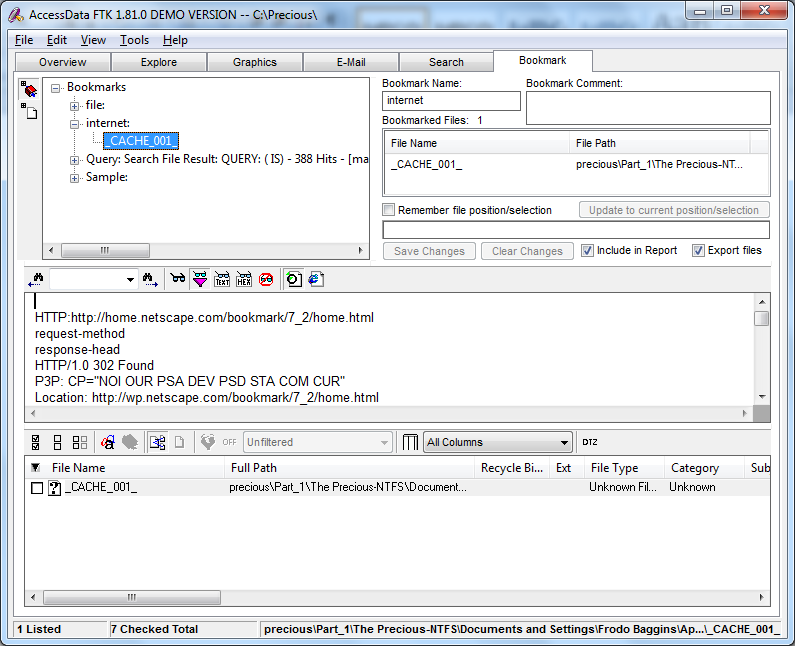 AccessData FTK 1.81.0 DEMO VERSION -- C:\Precious\
File Edit View Tools Help
Overview Explore Graphics E-Mail Search Bookmark
Bookmarks
file:
internet:
_CACHE_001_
Query: Search File Result: QUERY: ( IS) - 388 Hits - [ma
Sample:
Bookmark Name: Bookmark Comment:
internet
Bookmarked Files: 1
File Name File Path
_CACHE_001_ precious\Part_1\The Precious-NT...
Remember file position/selection Update to current position/selection
Save Changes Clear Changes Include in Report Export files
TEXT HEX
HTTP:http://home.netscape.com/bookmark/7_2/home.html
request-method
response-head
HTTP/1.0 302 Found
P3P: CP="NOI OUR PSA DEV PSD STA COM CUR"
Location: http://wp.netscape.com/bookmark/7_2/home.html
OFF Unfiltered All Columns DTZ
File Name Full Path Recycle Bi... Ext File Type Category Sub
_CACHE_001_ precious\Part_1\The Precious-NTFS\Document... Unknown Fil... Unknown
1 Listed 7 Checked Total precious\Part_1\The Precious-NTFS\Documents and Settings\Frodo Baggins\Ap...\_CACHE_001_